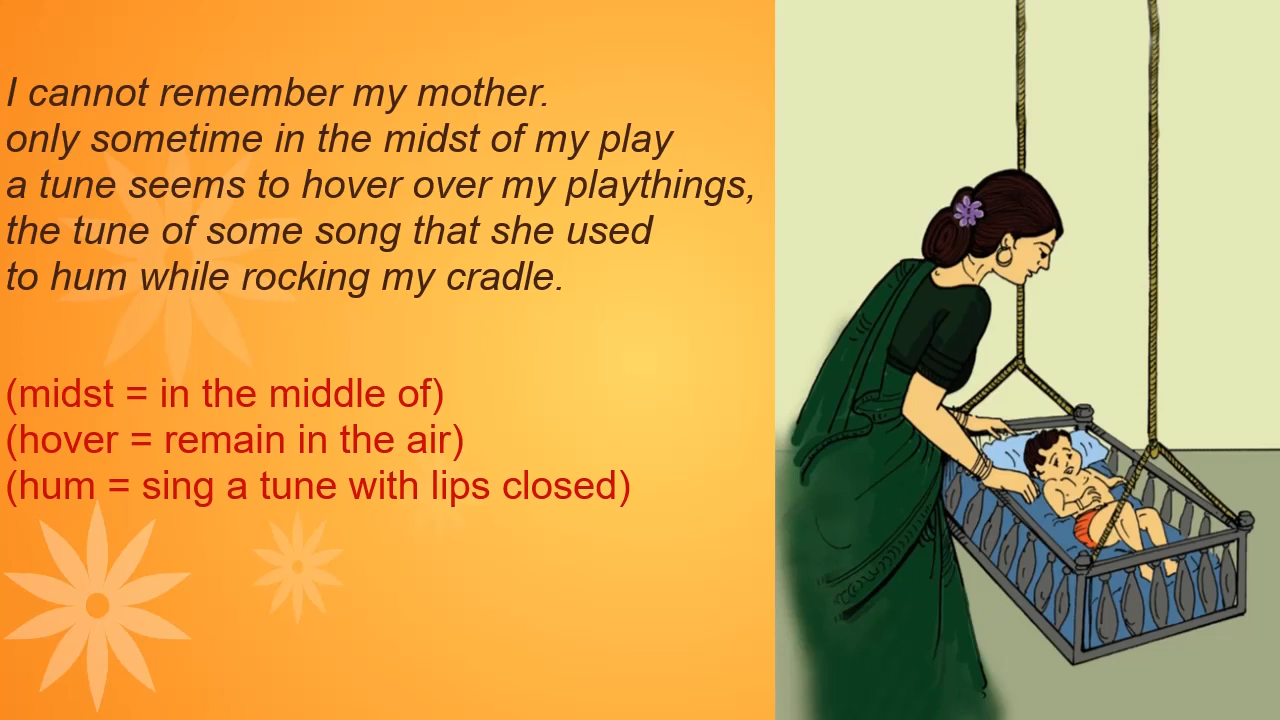 I cannot remember my mother.
only sometime in the midst of my play
a tune seems to hover over my playthings,
the tune of some song that she used
to hum while rocking my cradle.
(midst = in the middle of)
(hover = remain in the air)
(hum = sing a tune with lips closed)